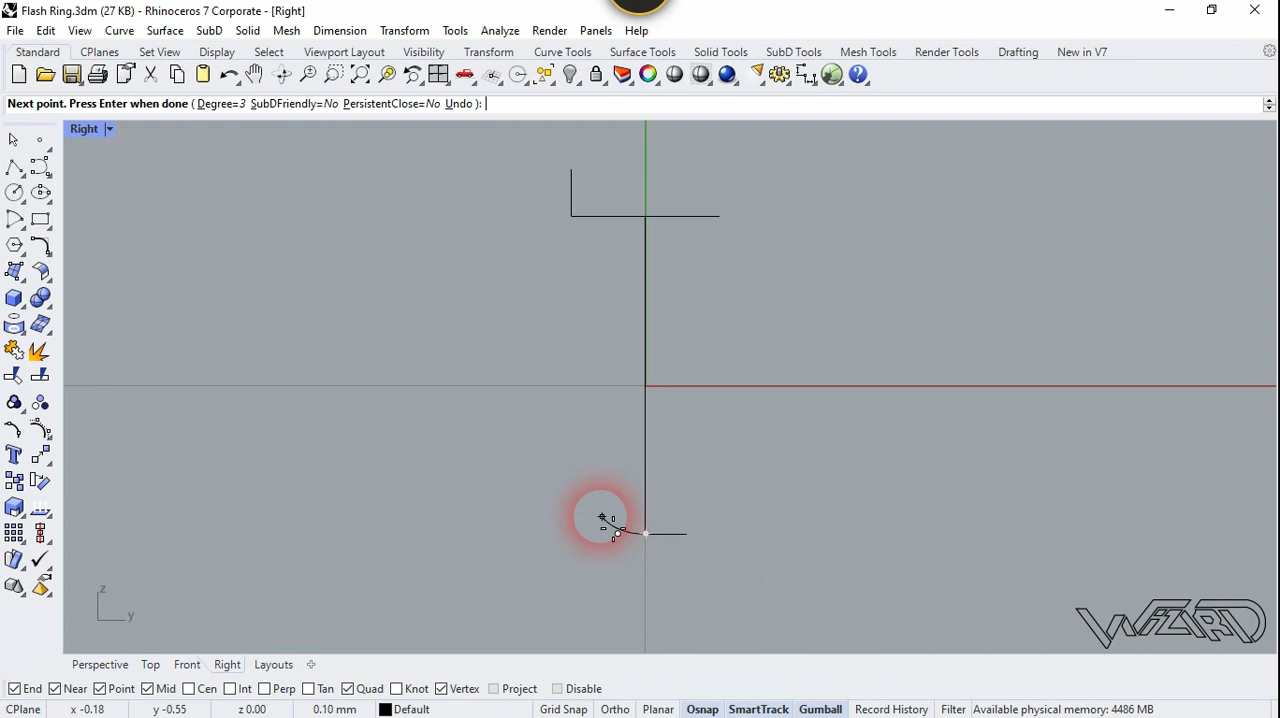 Flash Ring.3dm (27 KB) - Rhinoceros 7 Corporate - [Right]
File Edit View Curve Surface SubD Solid Mesh Dimension Transform Tools Analyze Render Panels Help
Standard CPlanes Set View Display Select Viewport Layout Visibility Transform Curve Tools Surface Tools Solid Tools SubD Tools Mesh Tools Render Tools Drafting New in V7
Next point. Press Enter when done ( Degree=3 SubDFriendly=No PersistentClose=No Undo ):
Right
z
y
WIZARD
Perspective Top Front Right Layouts
End Near Point Mid Cen Int Perp Tan Quad Knot Vertex Project Disable
CPlane x -0.18 y -0.55 z 0.00 0.10 mm Default Grid Snap Ortho Planar Osnap SmartTrack Gumball Record History Filter Available physical memory: 4486 MB